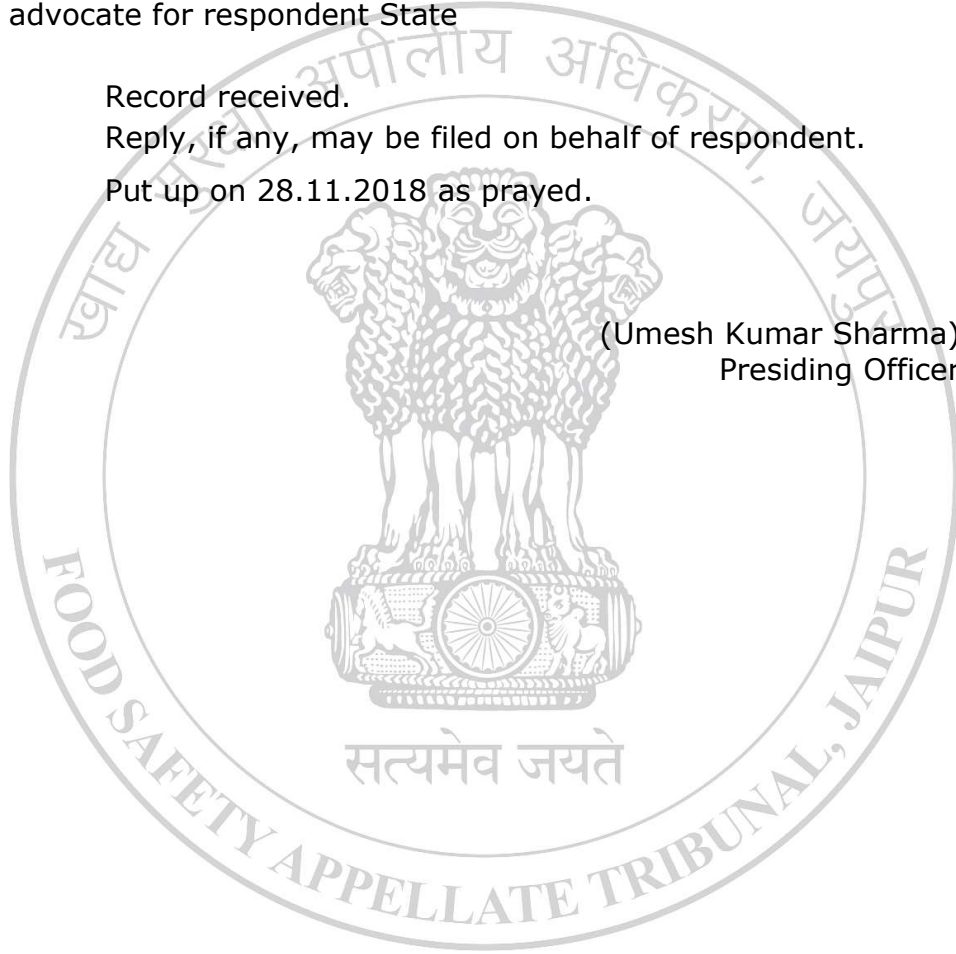 advocate for respondent State
Record received.
Reply, if any, may be filed on behalf of respondent.
Put up on 28.11.2018 as prayed.
(Umesh Kumar Sharma)
Presiding Officer
खाद्य सुरक्षा अपीलीय अधिकरण, जयपुर
सत्यमेव जयते
FOOD SAFETY APPELLATE TRIBUNAL, JAIPUR